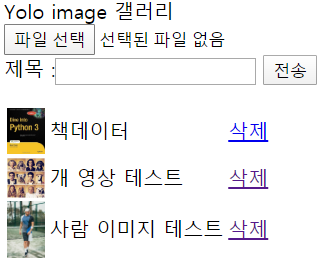 Yolo image 갤러리
파일 선택 선택된 파일 없음
제목 : 전송
Dive Into
Python 3
책데이터 삭제
개 영상 테스트 삭제
사람 이미지 테스트 삭제